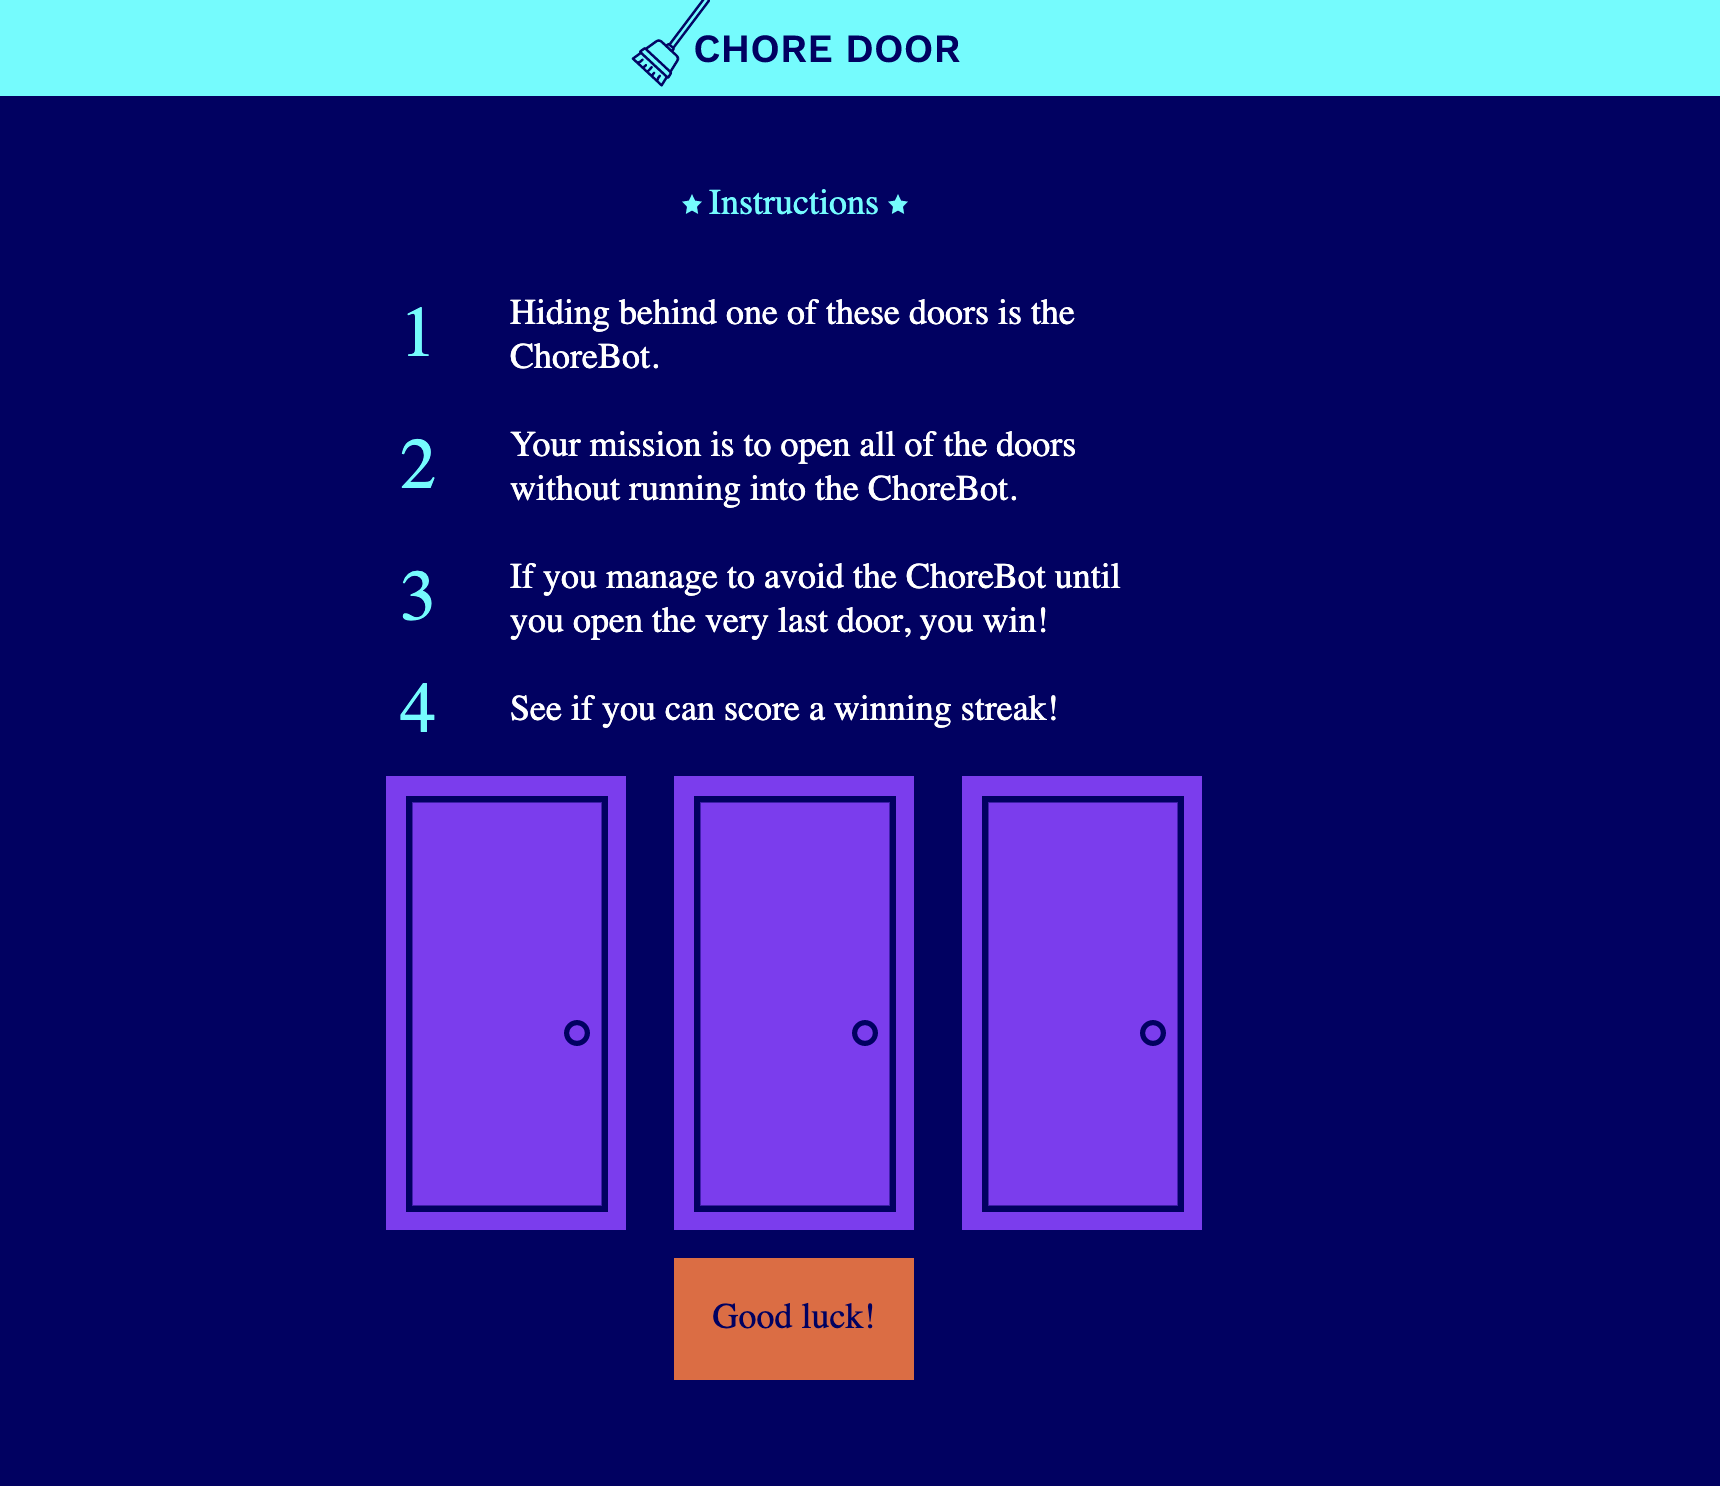 CHORE DOOR
Instructions
1
Hiding behind one of these doors is the
ChoreBot.
2
Your mission is to open all of the doors
without running into the ChoreBot.
3
If you manage to avoid the ChoreBot until
you open the very last door, you win!
4
See if you can score a winning streak!
Good luck!